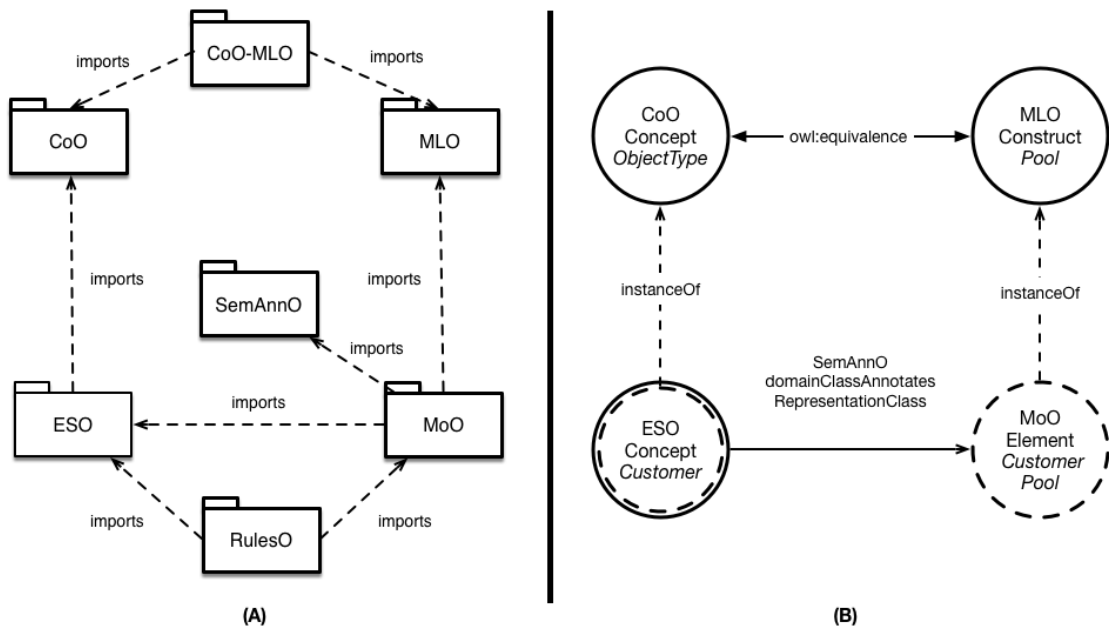 CoO-MLO
imports
imports
CoO
MLO
imports
imports
SemAnnO
imports
imports
ESO
MoO
imports
imports
RulesO
(A)
CoO
Concept
ObjectType
owl:equivalence
MLO
Construct
Pool
instanceOf
instanceOf
SemAnnO
domainClassAnnotates
RepresentationClass
ESO
Concept
Customer
MoO
Element
Customer
Pool
(B)